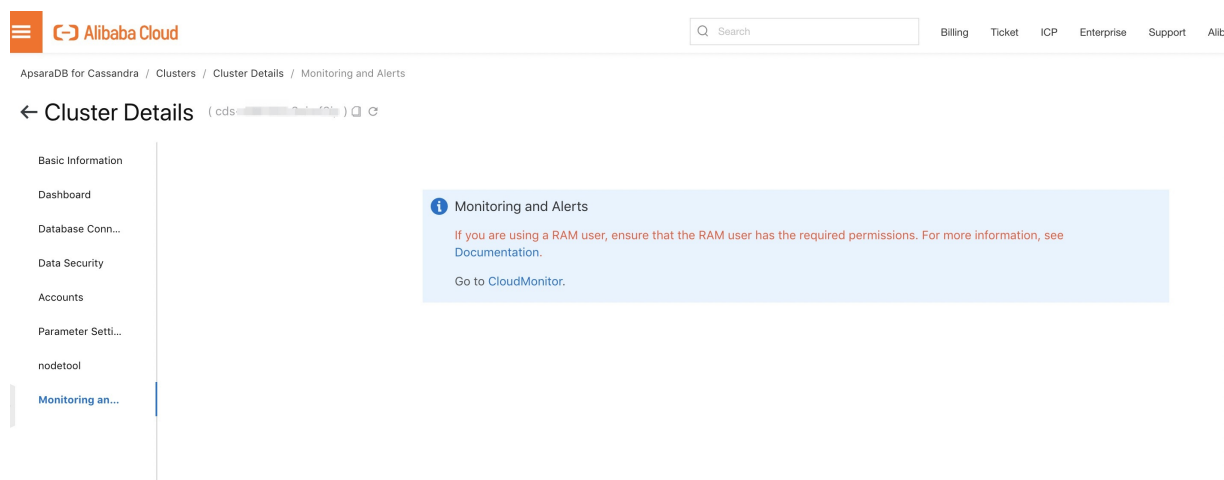 Alibaba Cloud
Search
Billing Ticket ICP Enterprise Support Alib
ApsaraDB for Cassandra / Clusters / Cluster Details / Monitoring and Alerts
← Cluster Details ( cds- )
Basic Information
Dashboard
Database Conn...
Data Security
Accounts
Parameter Setti...
nodetool
Monitoring an...
Monitoring and Alerts
If you are using a RAM user, ensure that the RAM user has the required permissions. For more information, see
Documentation.
Go to CloudMonitor.